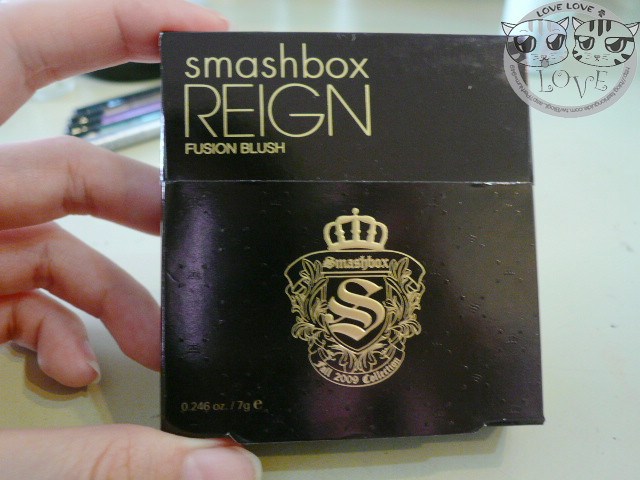 smashbox
REIGN
FUSION BLUSH
Smashbox
S
Fall 2009 Collection
0.246 oz. / 7g e
LOVE LOVE
LOVE